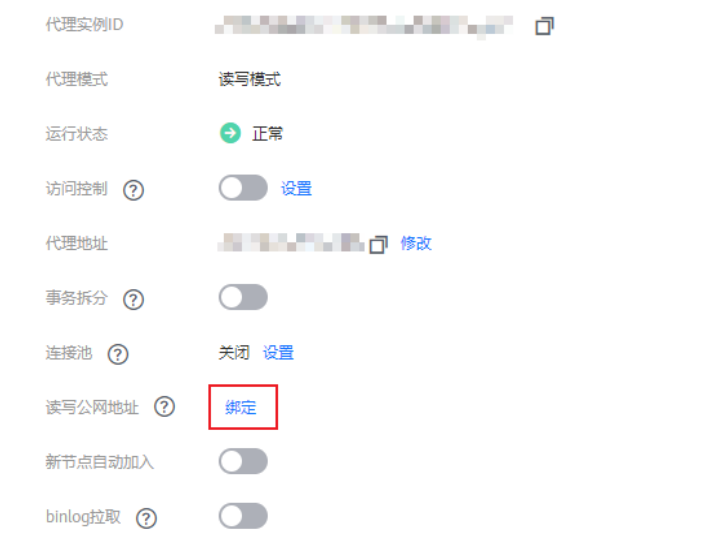 代理实例ID
代理模式 读写模式
运行状态 正常
访问控制 ? 设置
代理地址 修改
事务拆分 ?
连接池 ? 关闭 设置
读写公网地址 ? 绑定
新节点自动加入
binlog拉取 ?